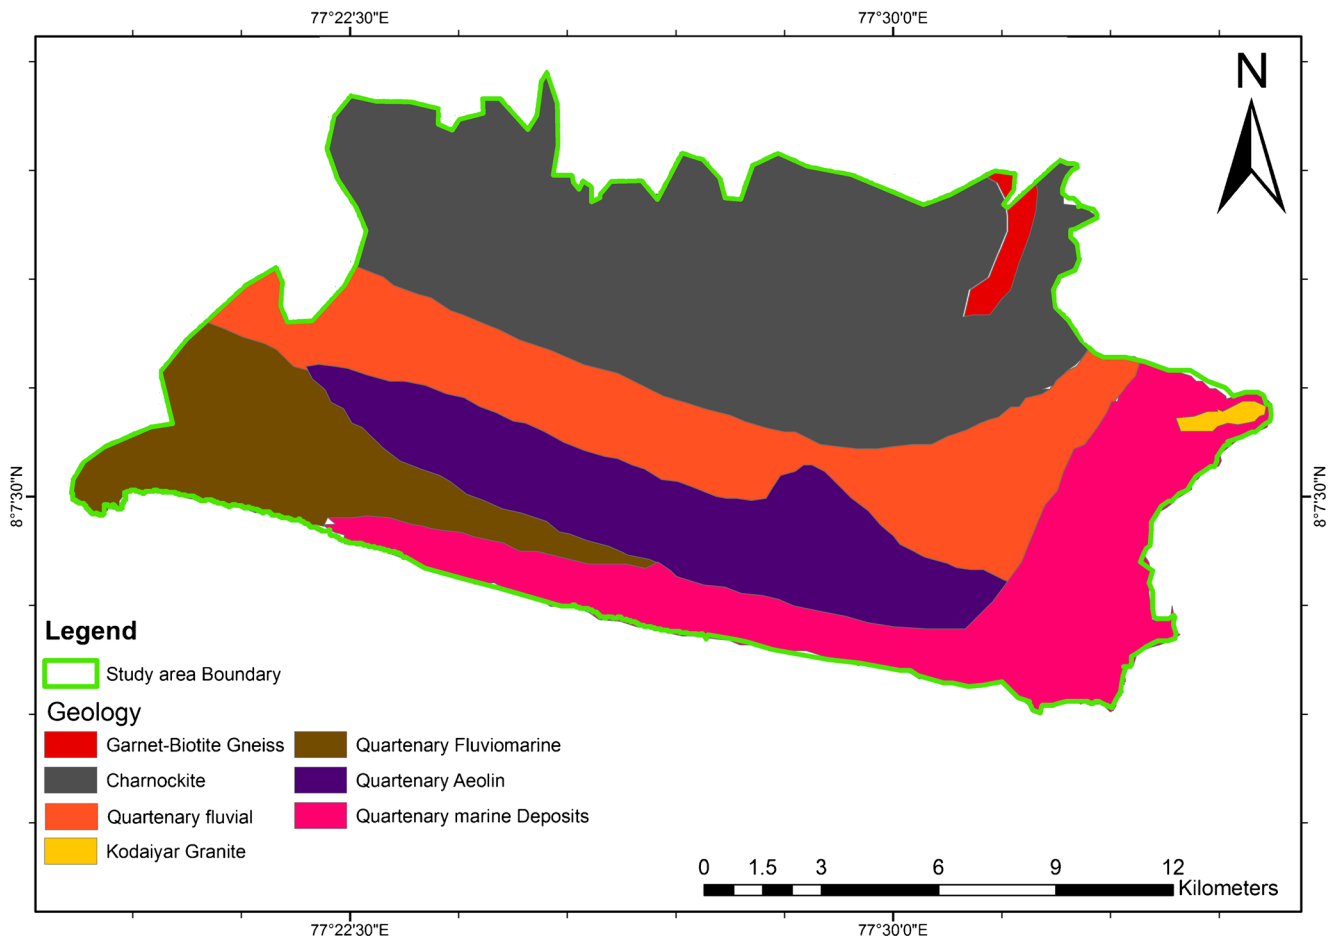 77°22'30"E
77°30'0"E
N
8°7'30"N
8°7'30"N
Legend
Study area Boundary
Geology
Garnet-Biotite Gneiss
Quartenary Fluviomarine
Charnockite
Quartenary Aeolin
Quartenary fluvial
Quartenary marine Deposits
Kodaiyar Granite
0 1.5 3 6 9 12
Kilometers
77°22'30"E
77°30'0"E